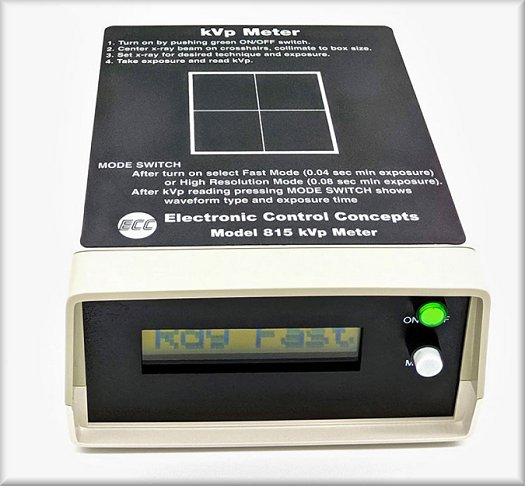 kVp Meter
1. Turn on by pushing green ON/OFF switch.
2. Center x-ray beam on crosshairs, collimate to box size.
3. Set x-ray for desired technique and exposure.
4. Take exposure and read kVp.
MODE SWITCH
After turn on select Fast Mode (0.04 sec min exposure)
or High Resolution Mode (0.08 sec min exposure).
After kVp reading pressing MODE SWITCH shows
waveform type and exposure time
ECC Electronic Control Concepts
Model 815 kVp Meter
Rdy Fast